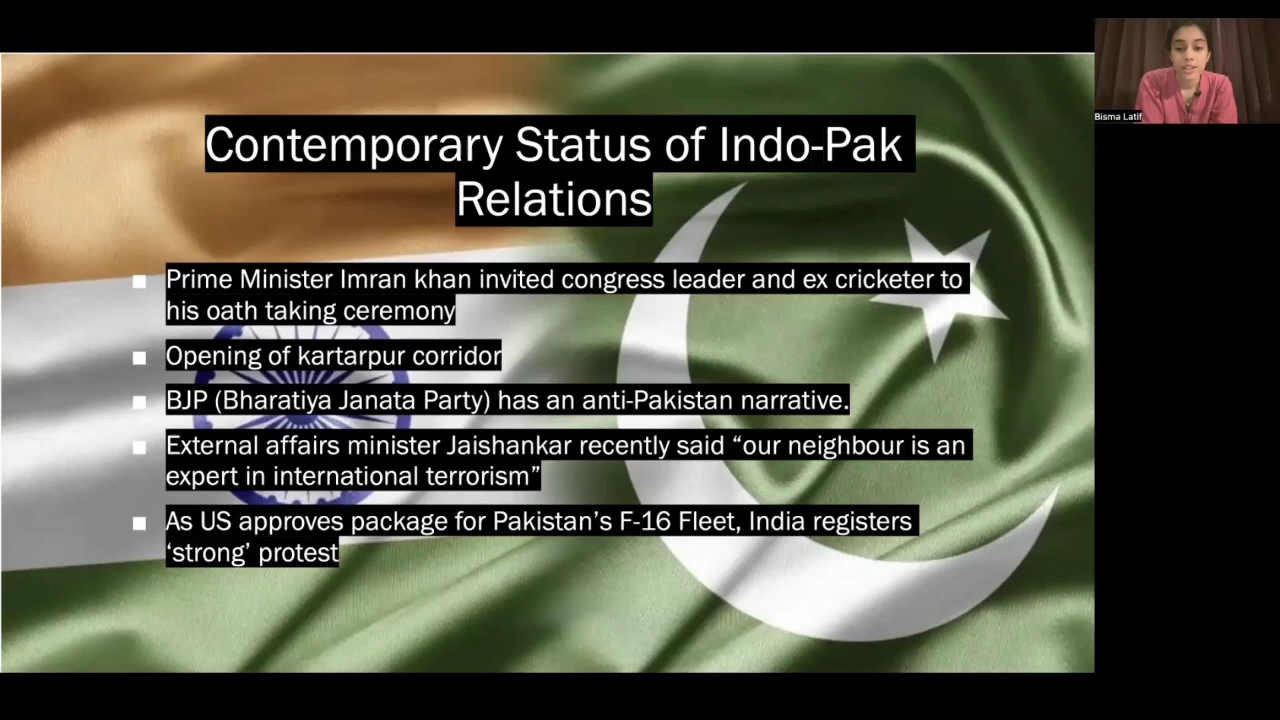 Contemporary Status of Indo-Pak
Relations
Prime Minister Imran khan invited congress leader and ex cricketer to
his oath taking ceremony
Opening of kartarpur corridor
BJP (Bharatiya Janata Party) has an anti-Pakistan narrative.
External affairs minister Jaishankar recently said “our neighbour is an
expert in international terrorism”
As US approves package for Pakistan’s F-16 Fleet, India registers
‘strong’ protest
Bisma Latif